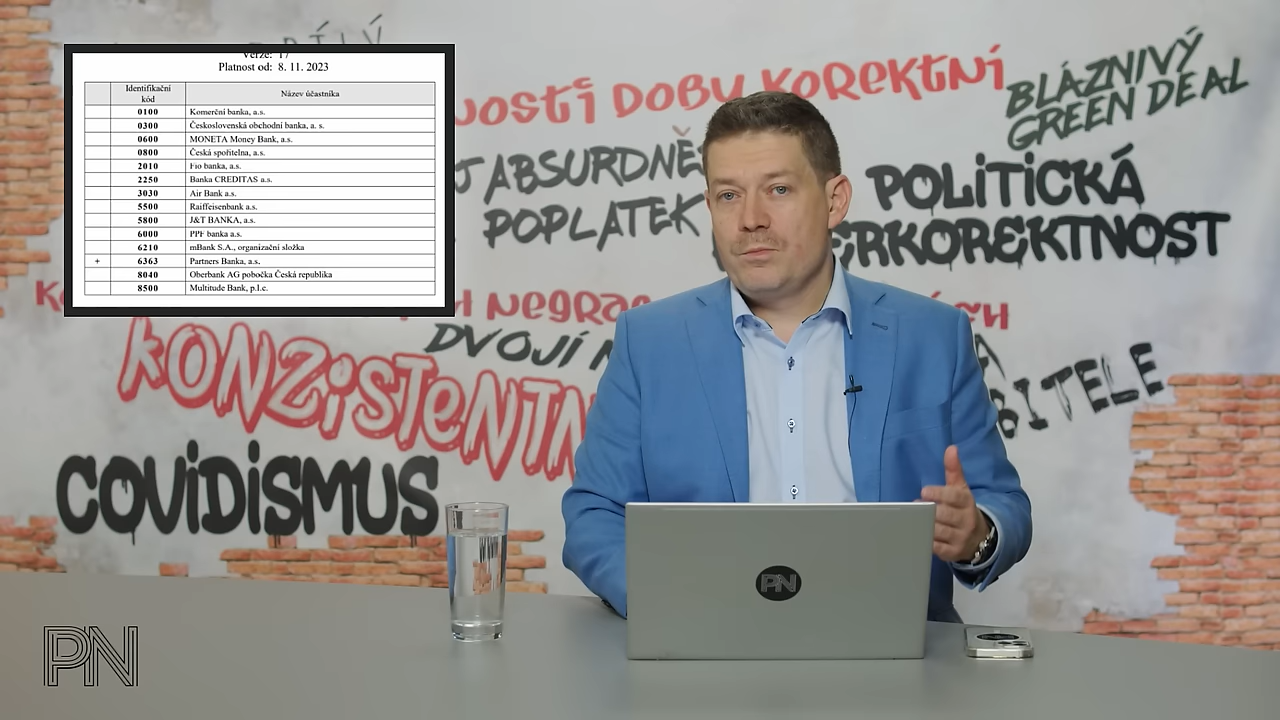 Platnost od: 8. 11. 2023
Identifikační kód
Název účastníka
0100 Komerční banka, a.s.
0300 Československá obchodní banka, a. s.
0600 MONETA Money Bank, a.s.
0800 Česká spořitelna, a.s.
2010 Fio banka, a.s.
2250 Banka CREDITAS a.s.
3030 Air Bank a.s.
5500 Raiffeisenbank a.s.
5800 J&T BANKA, a.s.
6000 PPF banka a.s.
6210 mBank S.A., organizační složka
+ 6363 Partners Banka, a.s.
8040 Oberbank AG pobočka Česká republika
8500 Multitude Bank, p.l.c.
DOBY KOREKTNÍ
BLÁZNIVÝ
GREEN DEAL
ABSURDNĚ
POPLATEK
POLITICKÁ
DVOJÍ
COVIDISMUS
PN
PN